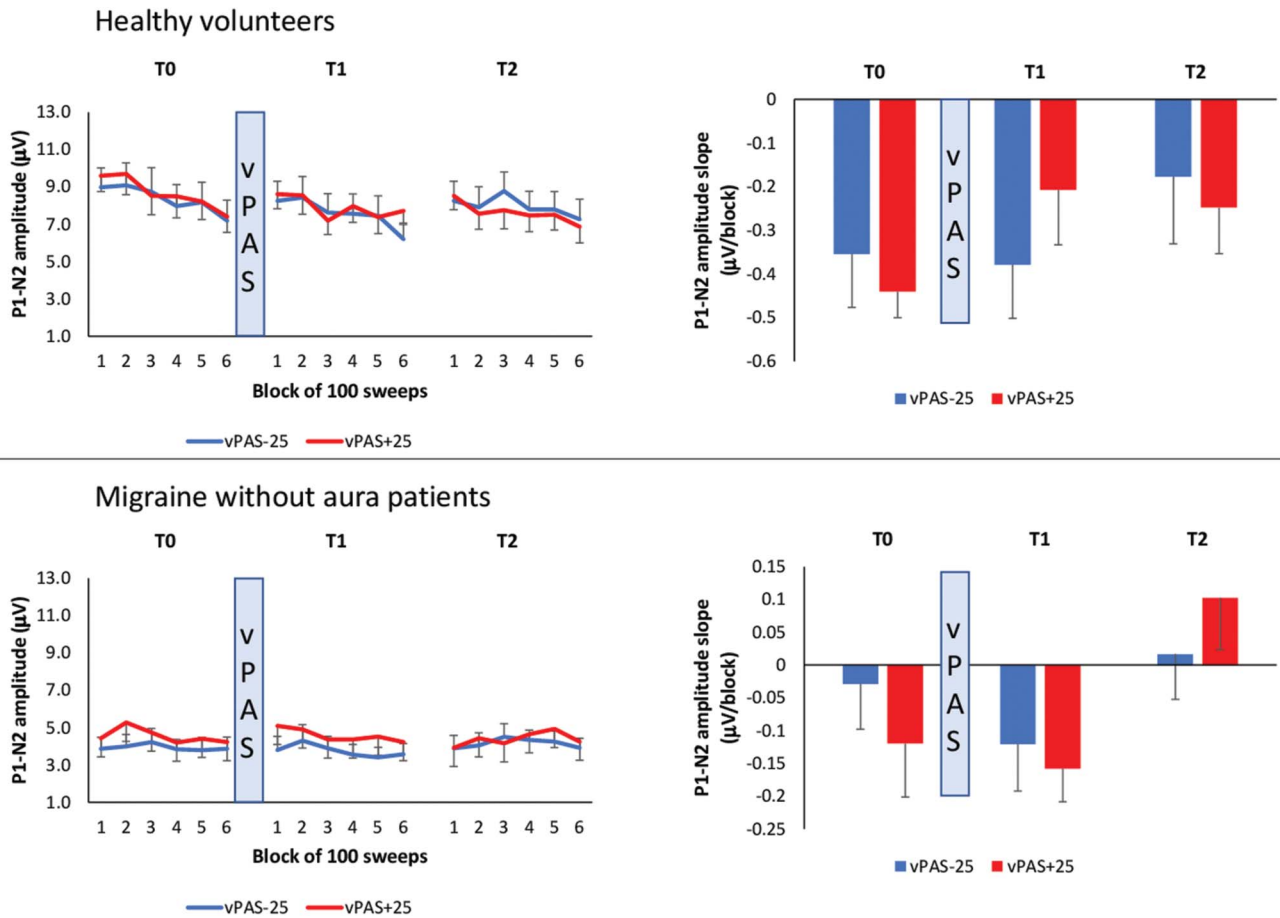 Healthy volunteers
T0 T1 T2
P1-N2 amplitude (µV)
13.0
11.0
9.0
7.0
5.0
3.0
1.0
vPAS
1 2 3 4 5 6 1 2 3 4 5 6 1 2 3 4 5 6
Block of 100 sweeps
vPAS-25 vPAS+25
T0 T1 T2
P1-N2 amplitude slope
(µV/block)
0
-0.1
-0.2
-0.3
-0.4
-0.5
-0.6
vPAS
vPAS-25 vPAS+25
Migraine without aura patients
T0 T1 T2
P1-N2 amplitude (µV)
13.0
11.0
9.0
7.0
5.0
3.0
1.0
vPAS
1 2 3 4 5 6 1 2 3 4 5 6 1 2 3 4 5 6
Block of 100 sweeps
vPAS-25 vPAS+25
T0 T1 T2
P1-N2 amplitude slope
(µV/block)
0.15
0.1
0.05
0
-0.05
-0.1
-0.15
-0.2
-0.25
vPAS
vPAS-25 vPAS+25